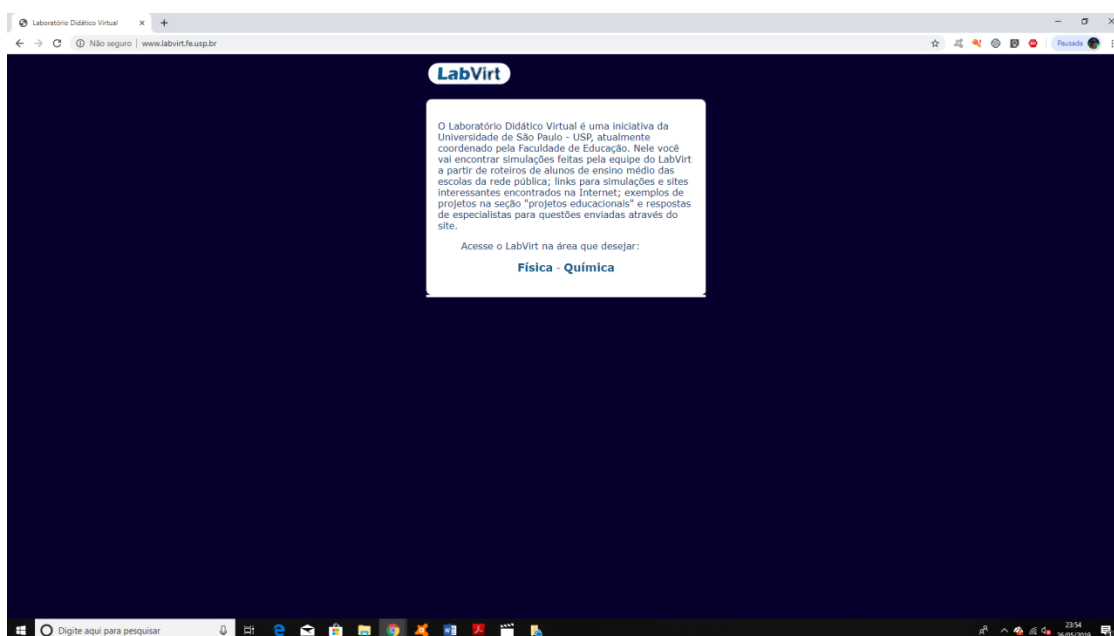 Laboratório Didático Virtual
Não seguro | www.labvirt.fe.usp.br
Pausada
LabVirt
O Laboratório Didático Virtual é uma iniciativa da
Universidade de São Paulo - USP, atualmente
coordenado pela Faculdade de Educação. Nele você
vai encontrar simulações feitas pela equipe do LabVirt
a partir de roteiros de alunos de ensino médio das
escolas da rede pública; links para simulações e sites
interessantes encontrados na Internet; exemplos de
projetos na seção "projetos educacionais" e respostas
de especialistas para questões enviadas através do
site.
Acesse o LabVirt na área que desejar:
Física - Química
Digite aqui para pesquisar
23:54
26/05/2019